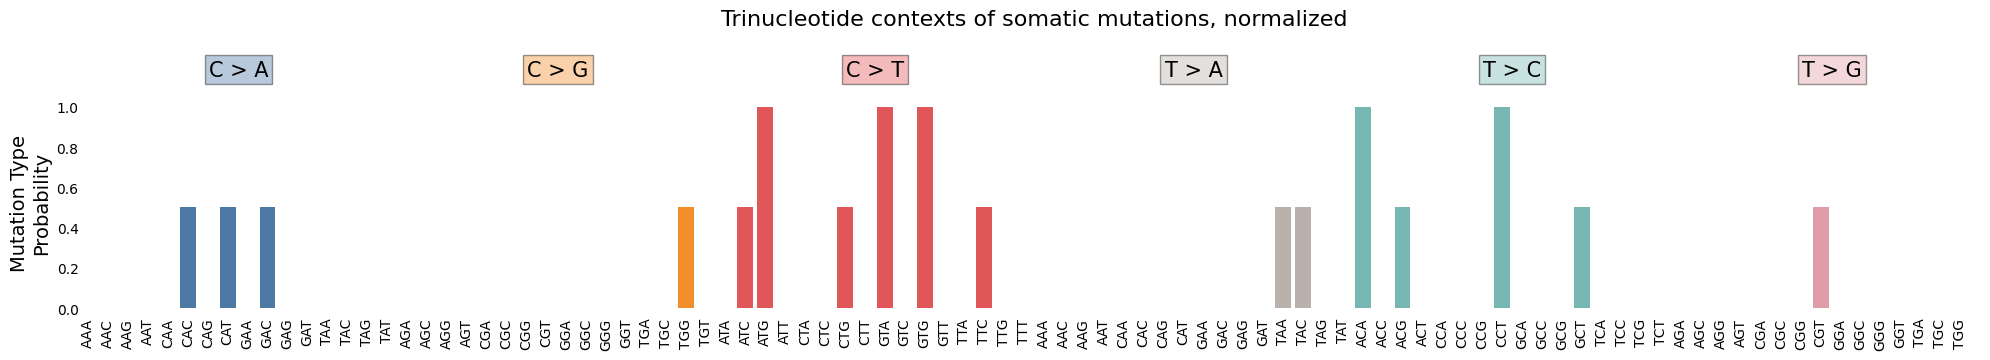 Trinucleotide contexts of somatic mutations, normalized
C > A
C > G
C > T
T > A
T > C
T > G
Mutation Type
Probability
1.0
0.8
0.6
0.4
0.2
0.0
AAA
AAC
AAG
AAT
CAA
CAC
CAG
CAT
GAA
GAC
GAG
GAT
TAA
TAC
TAG
TAT
AGA
AGC
AGG
AGT
CGA
CGC
CGG
CGT
GGA
GGC
GGG
GGT
TGA
TGC
TGG
TGT
ATA
ATC
ATG
ATT
CTA
CTC
CTG
CTT
GTA
GTC
GTG
GTT
TTA
TTC
TTG
TTT
AAA
AAC
AAG
AAT
CAA
CAC
CAG
CAT
GAA
GAC
GAG
GAT
TAA
TAC
TAG
TAT
ACA
ACC
ACG
ACT
CCA
CCC
CCG
CCT
GCA
GCC
GCG
GCT
TCA
TCC
TCG
TCT
AGA
AGC
AGG
AGT
CGA
CGC
CGG
CGT
GGA
GGC
GGG
GGT
TGA
TGC
TGG